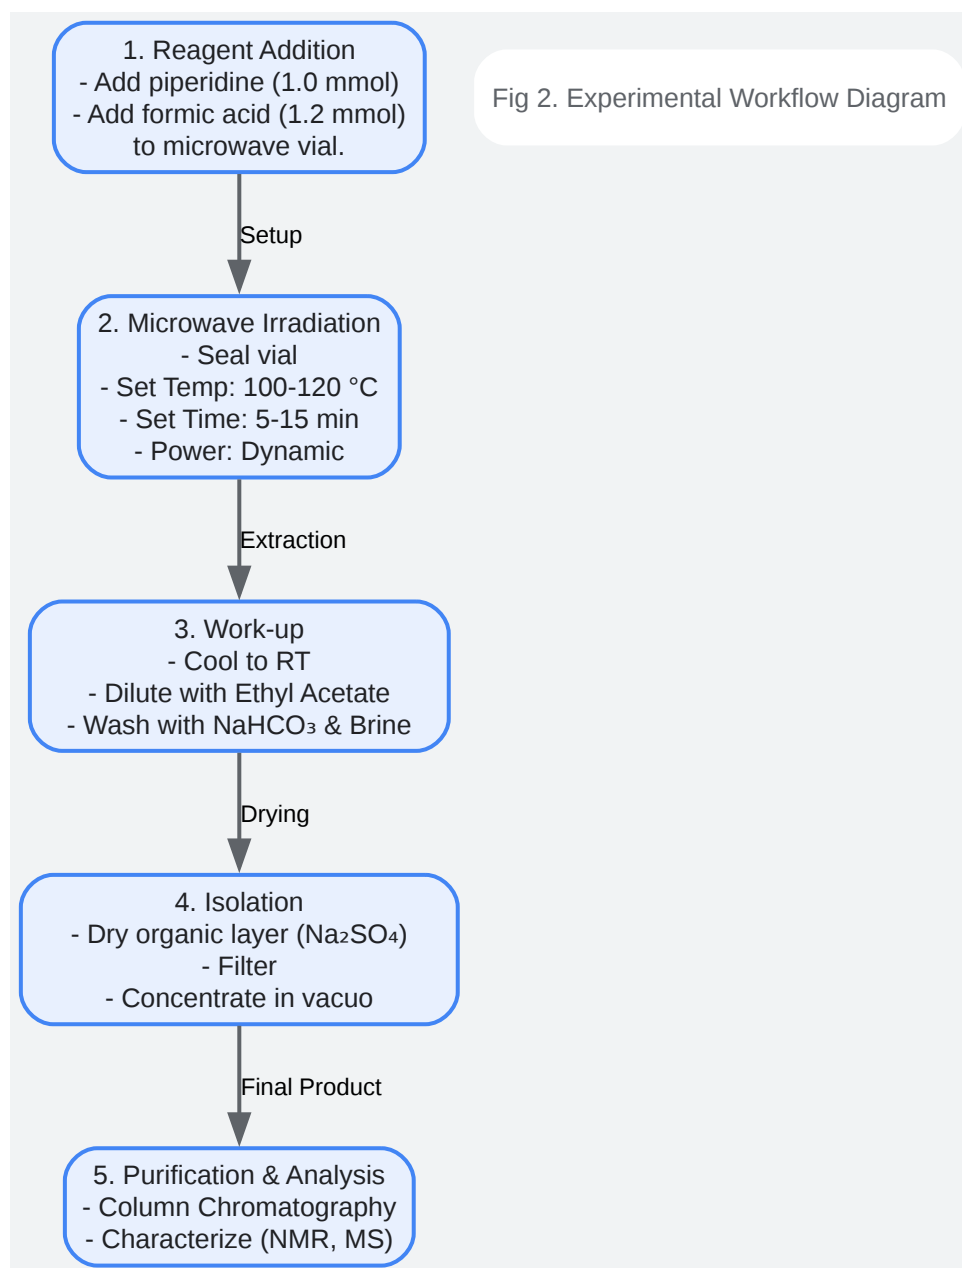 1. Reagent Addition
- Add piperidine (1.0 mmol)
- Add formic acid (1.2 mmol)
to microwave vial.
Fig 2. Experimental Workflow Diagram
Setup
2. Microwave Irradiation
- Seal vial
- Set Temp: 100-120 °C
- Set Time: 5-15 min
- Power: Dynamic
Extraction
3. Work-up
- Cool to RT
- Dilute with Ethyl Acetate
- Wash with NaHCO₃ & Brine
Drying
4. Isolation
- Dry organic layer (Na₂SO₄)
- Filter
- Concentrate in vacuo
Final Product
5. Purification & Analysis
- Column Chromatography
- Characterize (NMR, MS)